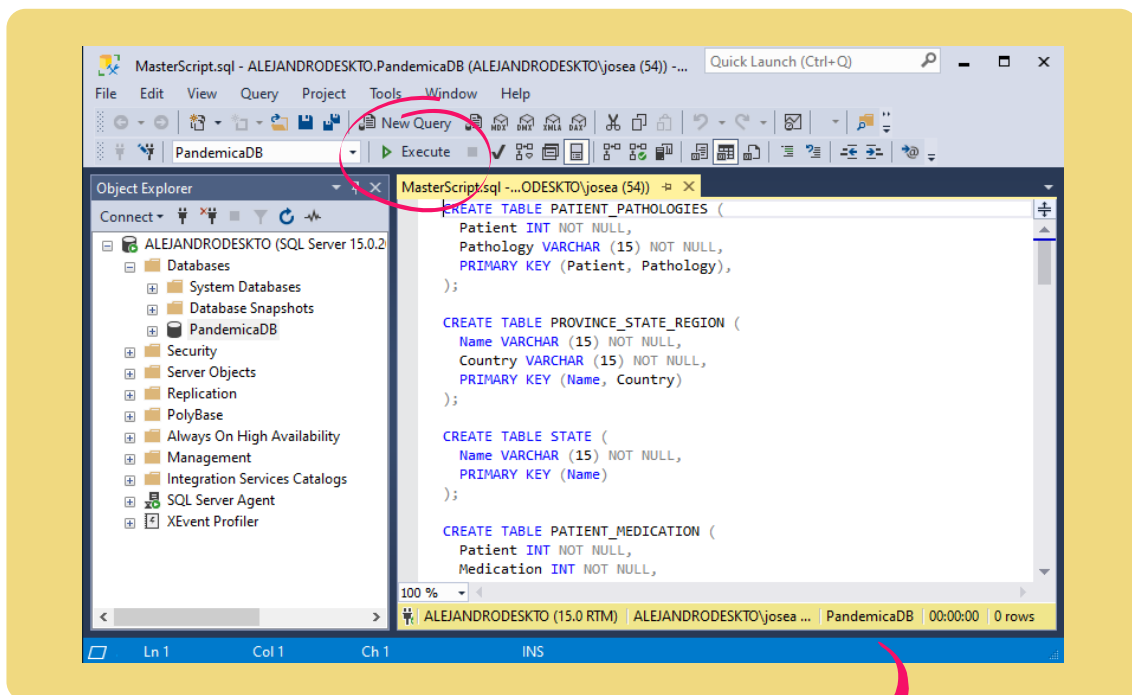 MasterScript.sql - ALEJANDRODESKTO.PandemicaDB (ALEJANDRODESKTO\josea (54)) -...
Quick Launch (Ctrl+Q)
File Edit View Query Project Tools Window Help
New Query MDX DMX XMLA DAX
PandemicaDB Execute
Object Explorer
MasterScript.sql -...ODESKTO\josea (54))
Connect
ALEJANDRODESKTO (SQL Server 15.0.2
Databases
System Databases
Database Snapshots
PandemicaDB
Security
Server Objects
Replication
PolyBase
Always On High Availability
Management
Integration Services Catalogs
SQL Server Agent
XEvent Profiler
CREATE TABLE PATIENT_PATHOLOGIES (
Patient INT NOT NULL,
Pathology VARCHAR (15) NOT NULL,
PRIMARY KEY (Patient, Pathology),
);
CREATE TABLE PROVINCE_STATE_REGION (
Name VARCHAR (15) NOT NULL,
Country VARCHAR (15) NOT NULL,
PRIMARY KEY (Name, Country)
);
CREATE TABLE STATE (
Name VARCHAR (15) NOT NULL,
PRIMARY KEY (Name)
);
CREATE TABLE PATIENT_MEDICATION (
Patient INT NOT NULL,
Medication INT NOT NULL,
100 %
ALEJANDRODESKTO (15.0 RTM) ALEJANDRODESKTO\josea ... PandemicaDB 00:00:00 0 rows
Ln 1 Col 1 Ch 1 INS